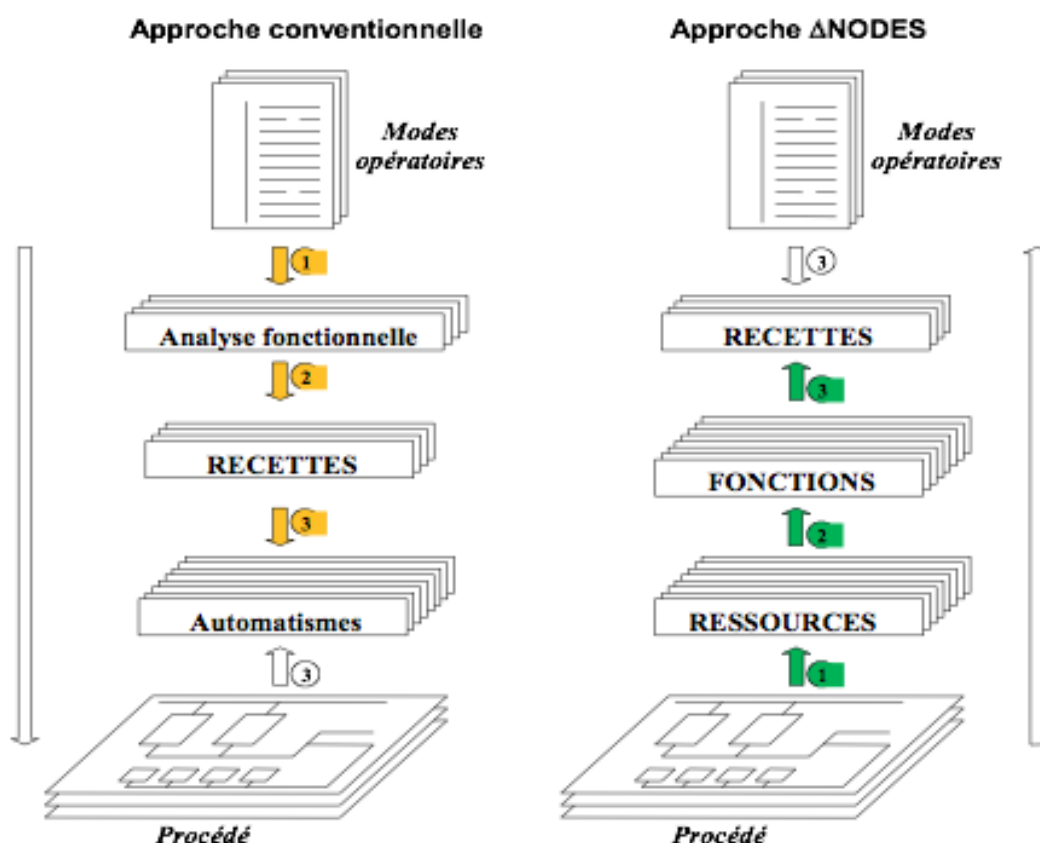 Approche conventionnelle
Modes
opératoires
1
Analyse fonctionnelle
2
RECETTES
3
Automatismes
3
Procédé
Approche ΔNODES
Modes
opératoires
3
RECETTES
3
FONCTIONS
2
RESSOURCES
1
Procédé